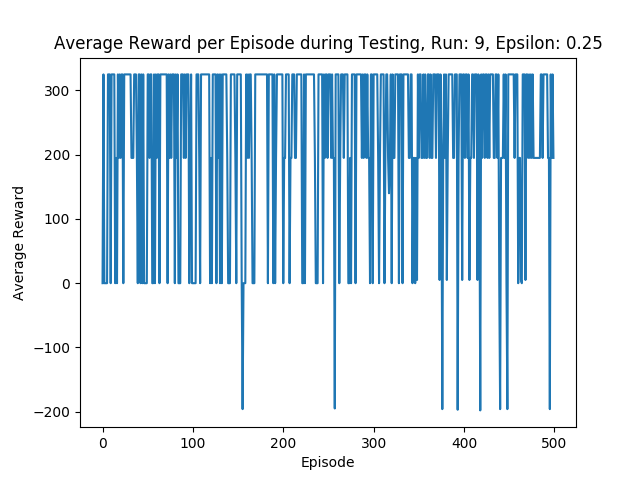 Average Reward per Episode during Testing, Run: 9, Epsilon: 0.25
300
200
100
0
−100
−200
Average Reward
0 100 200 300 400 500
Episode